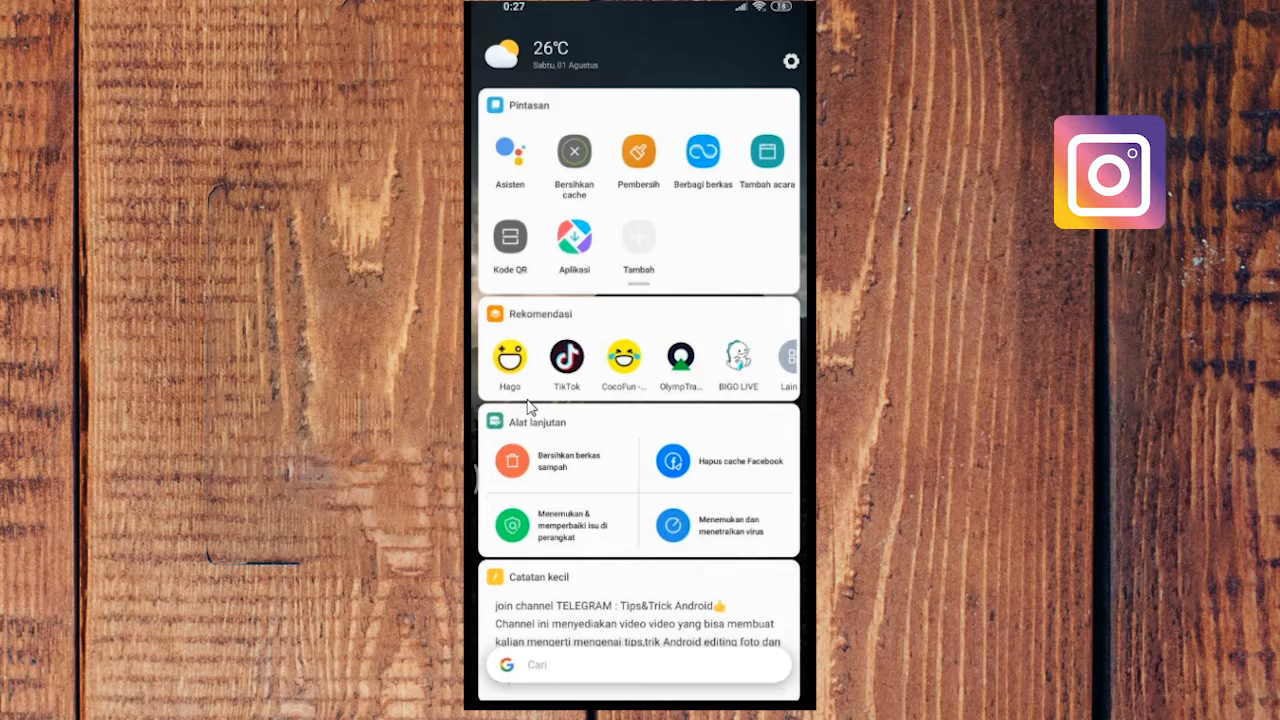 0:27
26°C
Sabtu, 01 Agustus
Pintasan
Asisten
Bersihkan cache
Pembersih
Berbagi berkas
Tambah acara
Kode QR
Aplikasi
Tambah
Rekomendasi
Hago
TikTok
CocoFun -...
OlympTra...
BIGO LIVE
Lain
Alat lanjutan
Bersihkan berkas
sampah
Hapus cache Facebook
Menemukan &
memperbaiki isu di
perangkat
Menemukan dan
menetralkan virus
Catatan kecil
join channel TELEGRAM : Tips&Trick Android👍
Channel ini menyediakan video video yang bisa membuat
kalian mengerti mengenai tips,trik Android editing foto dan
Cari